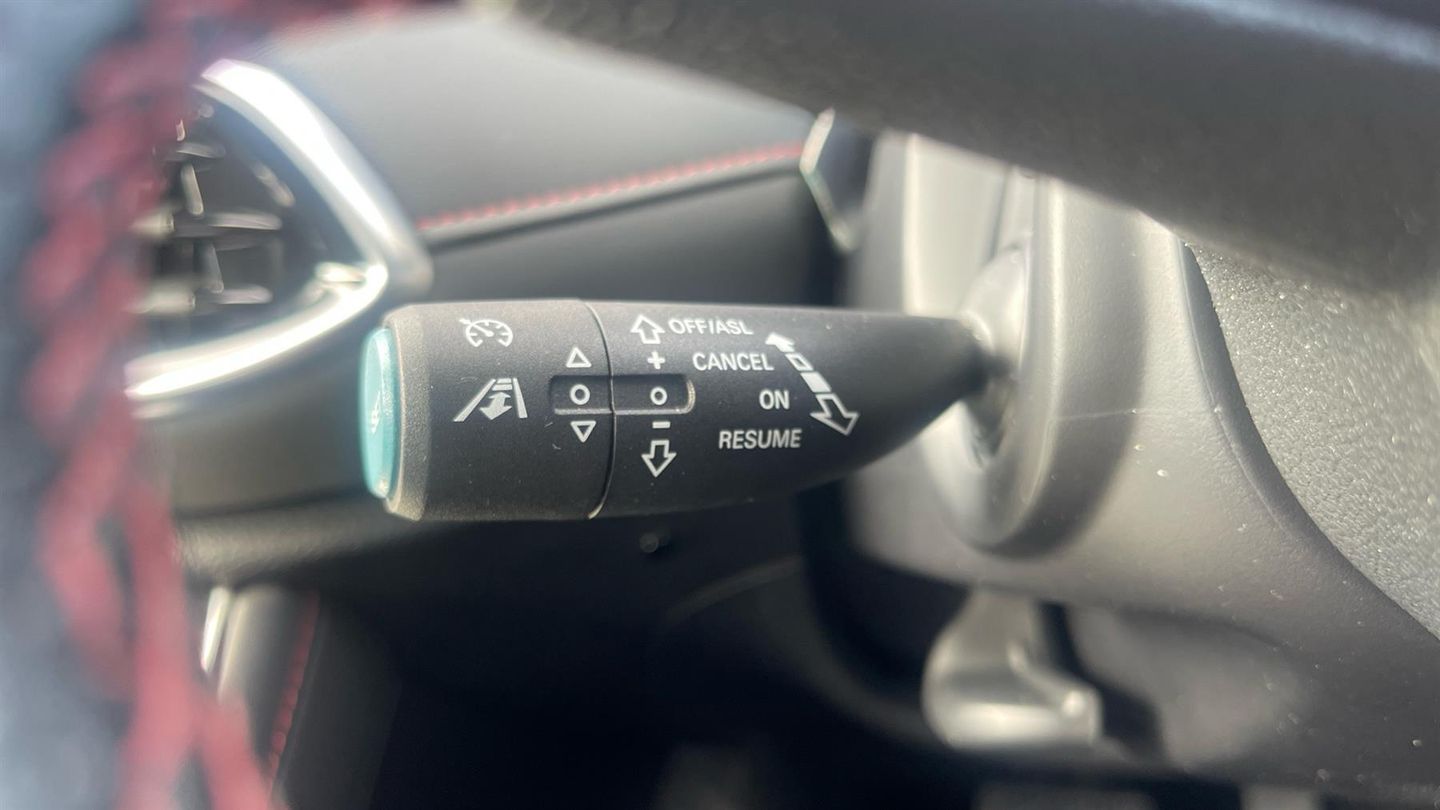 OFF/ASL
+
CANCEL
ON
−
RESUME